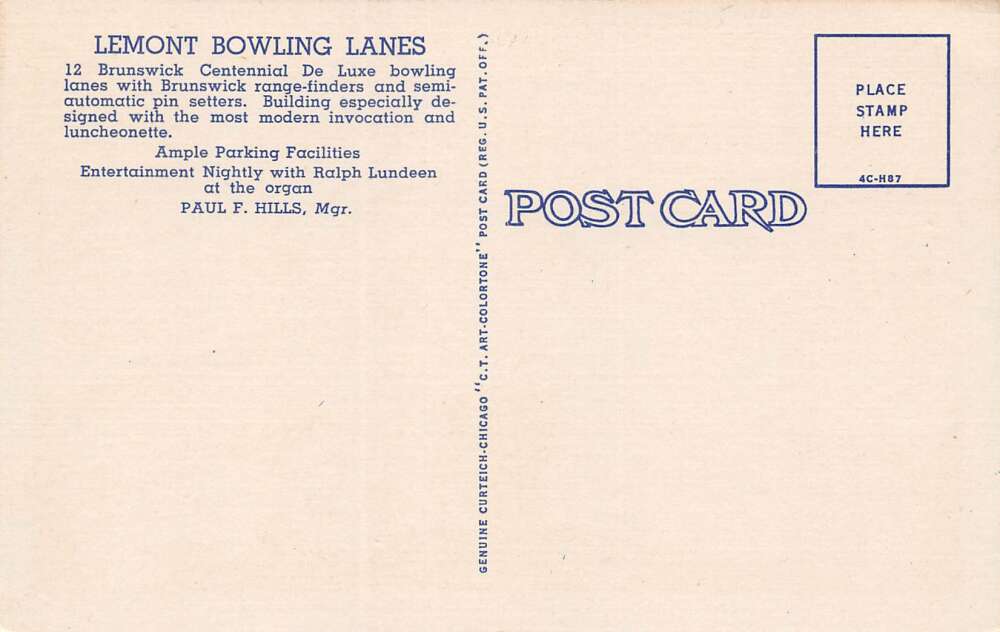 LEMONT BOWLING LANES
12 Brunswick Centennial De Luxe bowling
lanes with Brunswick range-finders and semi-
automatic pin setters. Building especially de-
signed with the most modern invocation and
luncheonette.
Ample Parking Facilities
Entertainment Nightly with Ralph Lundeen
at the organ
PAUL F. HILLS, Mgr.
GENUINE CURTEICH-CHICAGO "C.T. ART-COLORTONE" POST CARD (REG. U.S. PAT. OFF.)
POST CARD
PLACE
STAMP
HERE
4C-H87